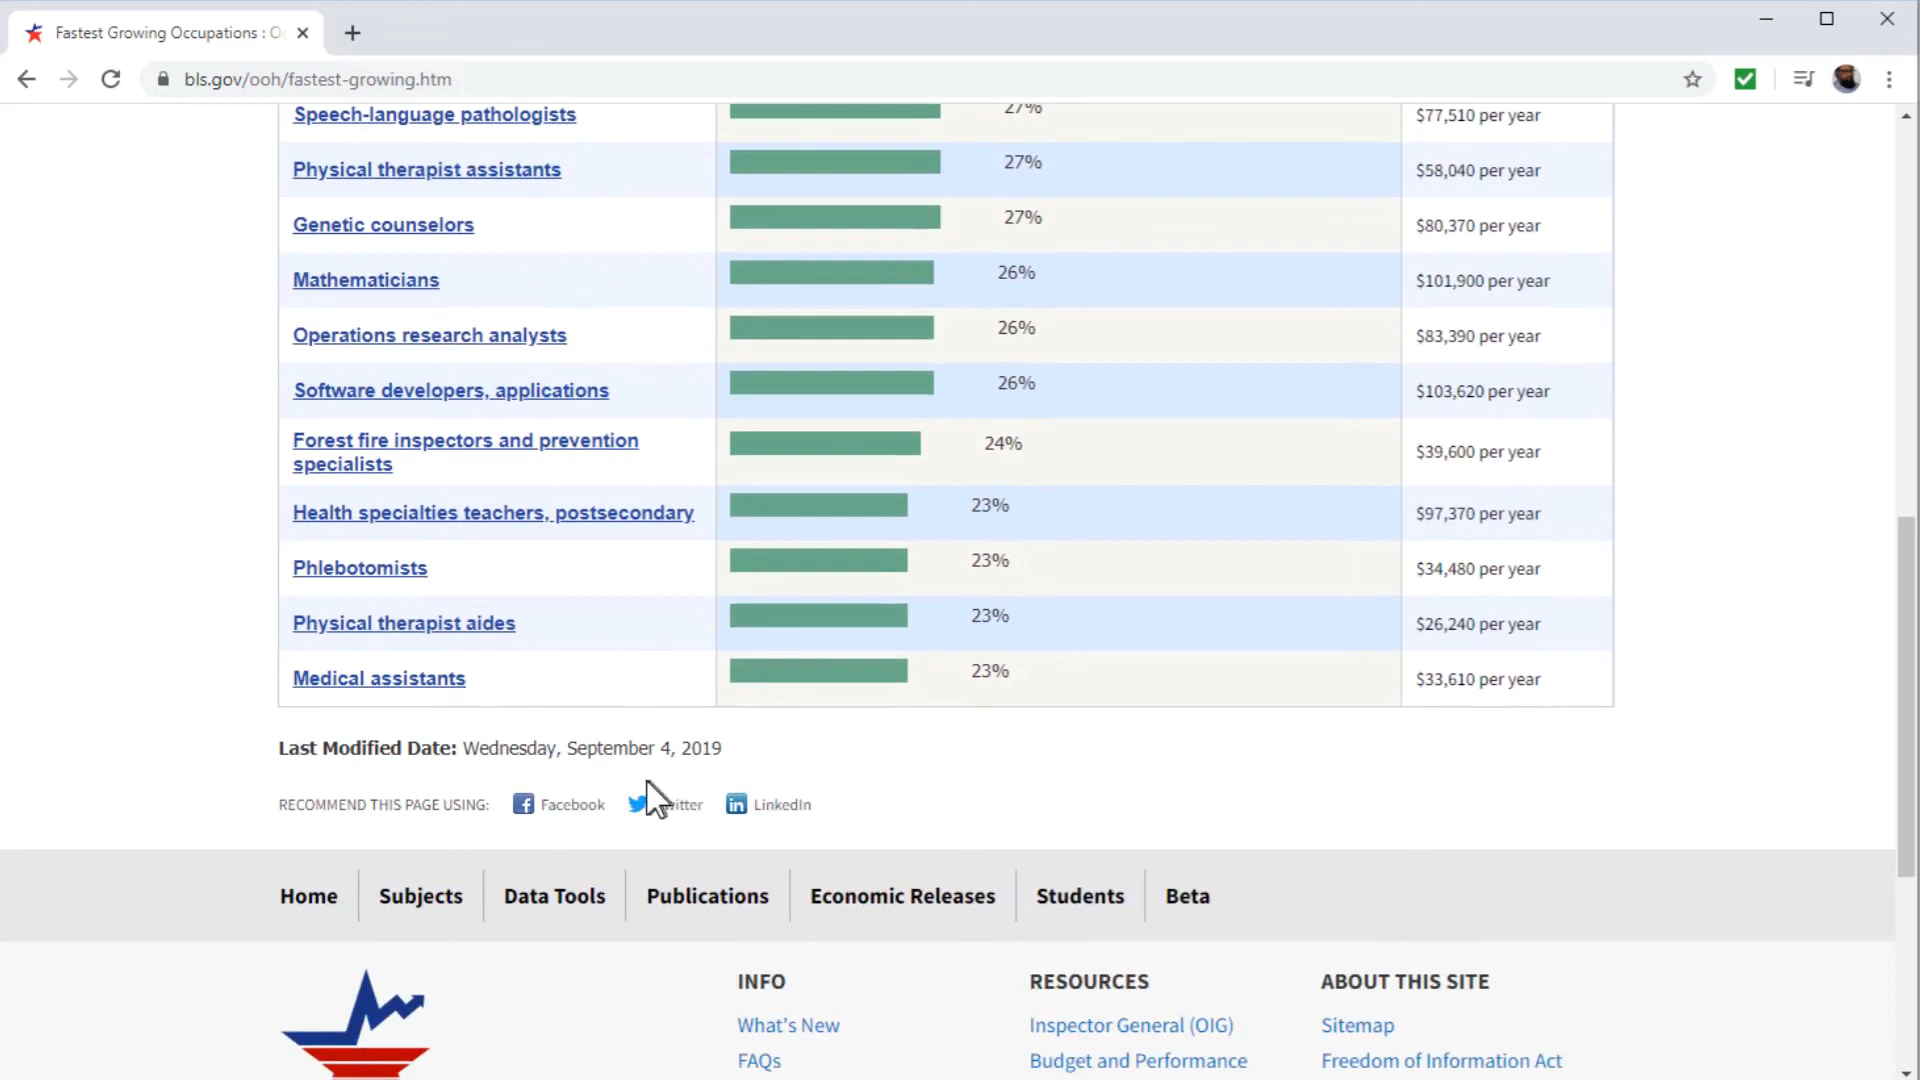 Fastest Growing Occupations : O
bls.gov/ooh/fastest-growing.htm
Speech-language pathologists 27% $77,510 per year
Physical therapist assistants 27% $58,040 per year
Genetic counselors 27% $80,370 per year
Mathematicians 26% $101,900 per year
Operations research analysts 26% $83,390 per year
Software developers, applications 26% $103,620 per year
Forest fire inspectors and prevention
specialists 24% $39,600 per year
Health specialties teachers, postsecondary 23% $97,370 per year
Phlebotomists 23% $34,480 per year
Physical therapist aides 23% $26,240 per year
Medical assistants 23% $33,610 per year
Last Modified Date: Wednesday, September 4, 2019
RECOMMEND THIS PAGE USING: Facebook Twitter LinkedIn
Home Subjects Data Tools Publications Economic Releases Students Beta
INFO RESOURCES ABOUT THIS SITE
What's New Inspector General (OIG) Sitemap
FAQs Budget and Performance Freedom of Information Act